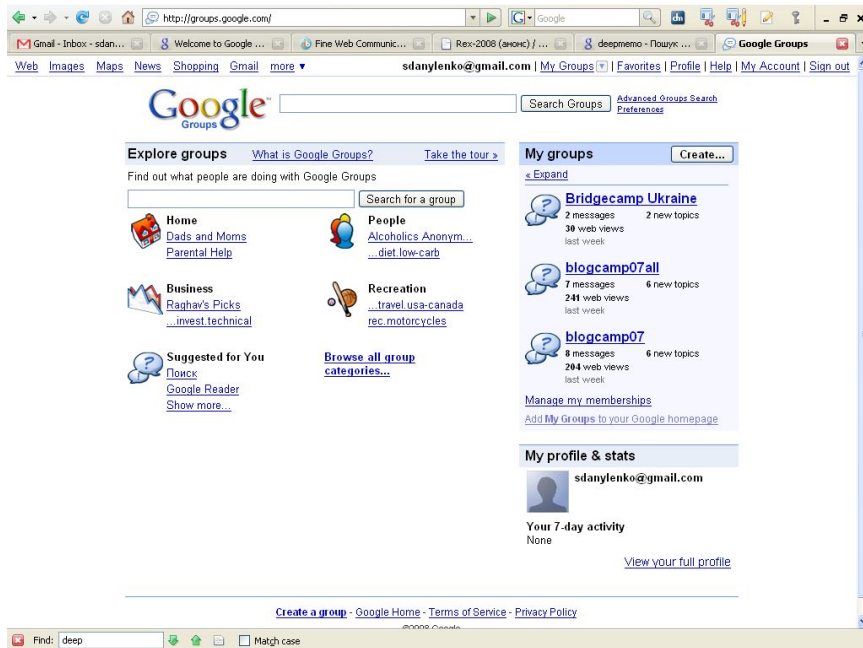 http://groups.google.com/
Google
Gmail - Inbox - sdan...
Welcome to Google ...
Fine Web Communic...
Rex-2008 (анонс) / ...
deepmemo - Пошук ...
Google Groups
Web Images Maps News Shopping Gmail more ▼
sdanylenko@gmail.com | My Groups | Favorites | Profile | Help | My Account | Sign out
Google Groups
Search Groups
Advanced Groups Search
Preferences
Explore groups What is Google Groups? Take the tour »
Find out what people are doing with Google Groups
Search for a group
Home
Dads and Moms
Parental Help
People
Alcoholics Anonym...
...diet.low-carb
Business
Raghav's Picks
...invest.technical
Recreation
...travel.usa-canada
rec.motorcycles
Suggested for You
Поиск
Google Reader
Show more...
Browse all group
categories...
My groups Create...
« Expand
Bridgecamp Ukraine
2 messages 2 new topics
30 web views
last week
blogcamp07all
7 messages 6 new topics
241 web views
last week
blogcamp07
8 messages 6 new topics
204 web views
last week
Manage my memberships
Add My Groups to your Google homepage
My profile & stats
sdanylenko@gmail.com
Your 7-day activity
None
View your full profile
Create a group - Google Home - Terms of Service - Privacy Policy
©2008 Google
Find: deep Match case